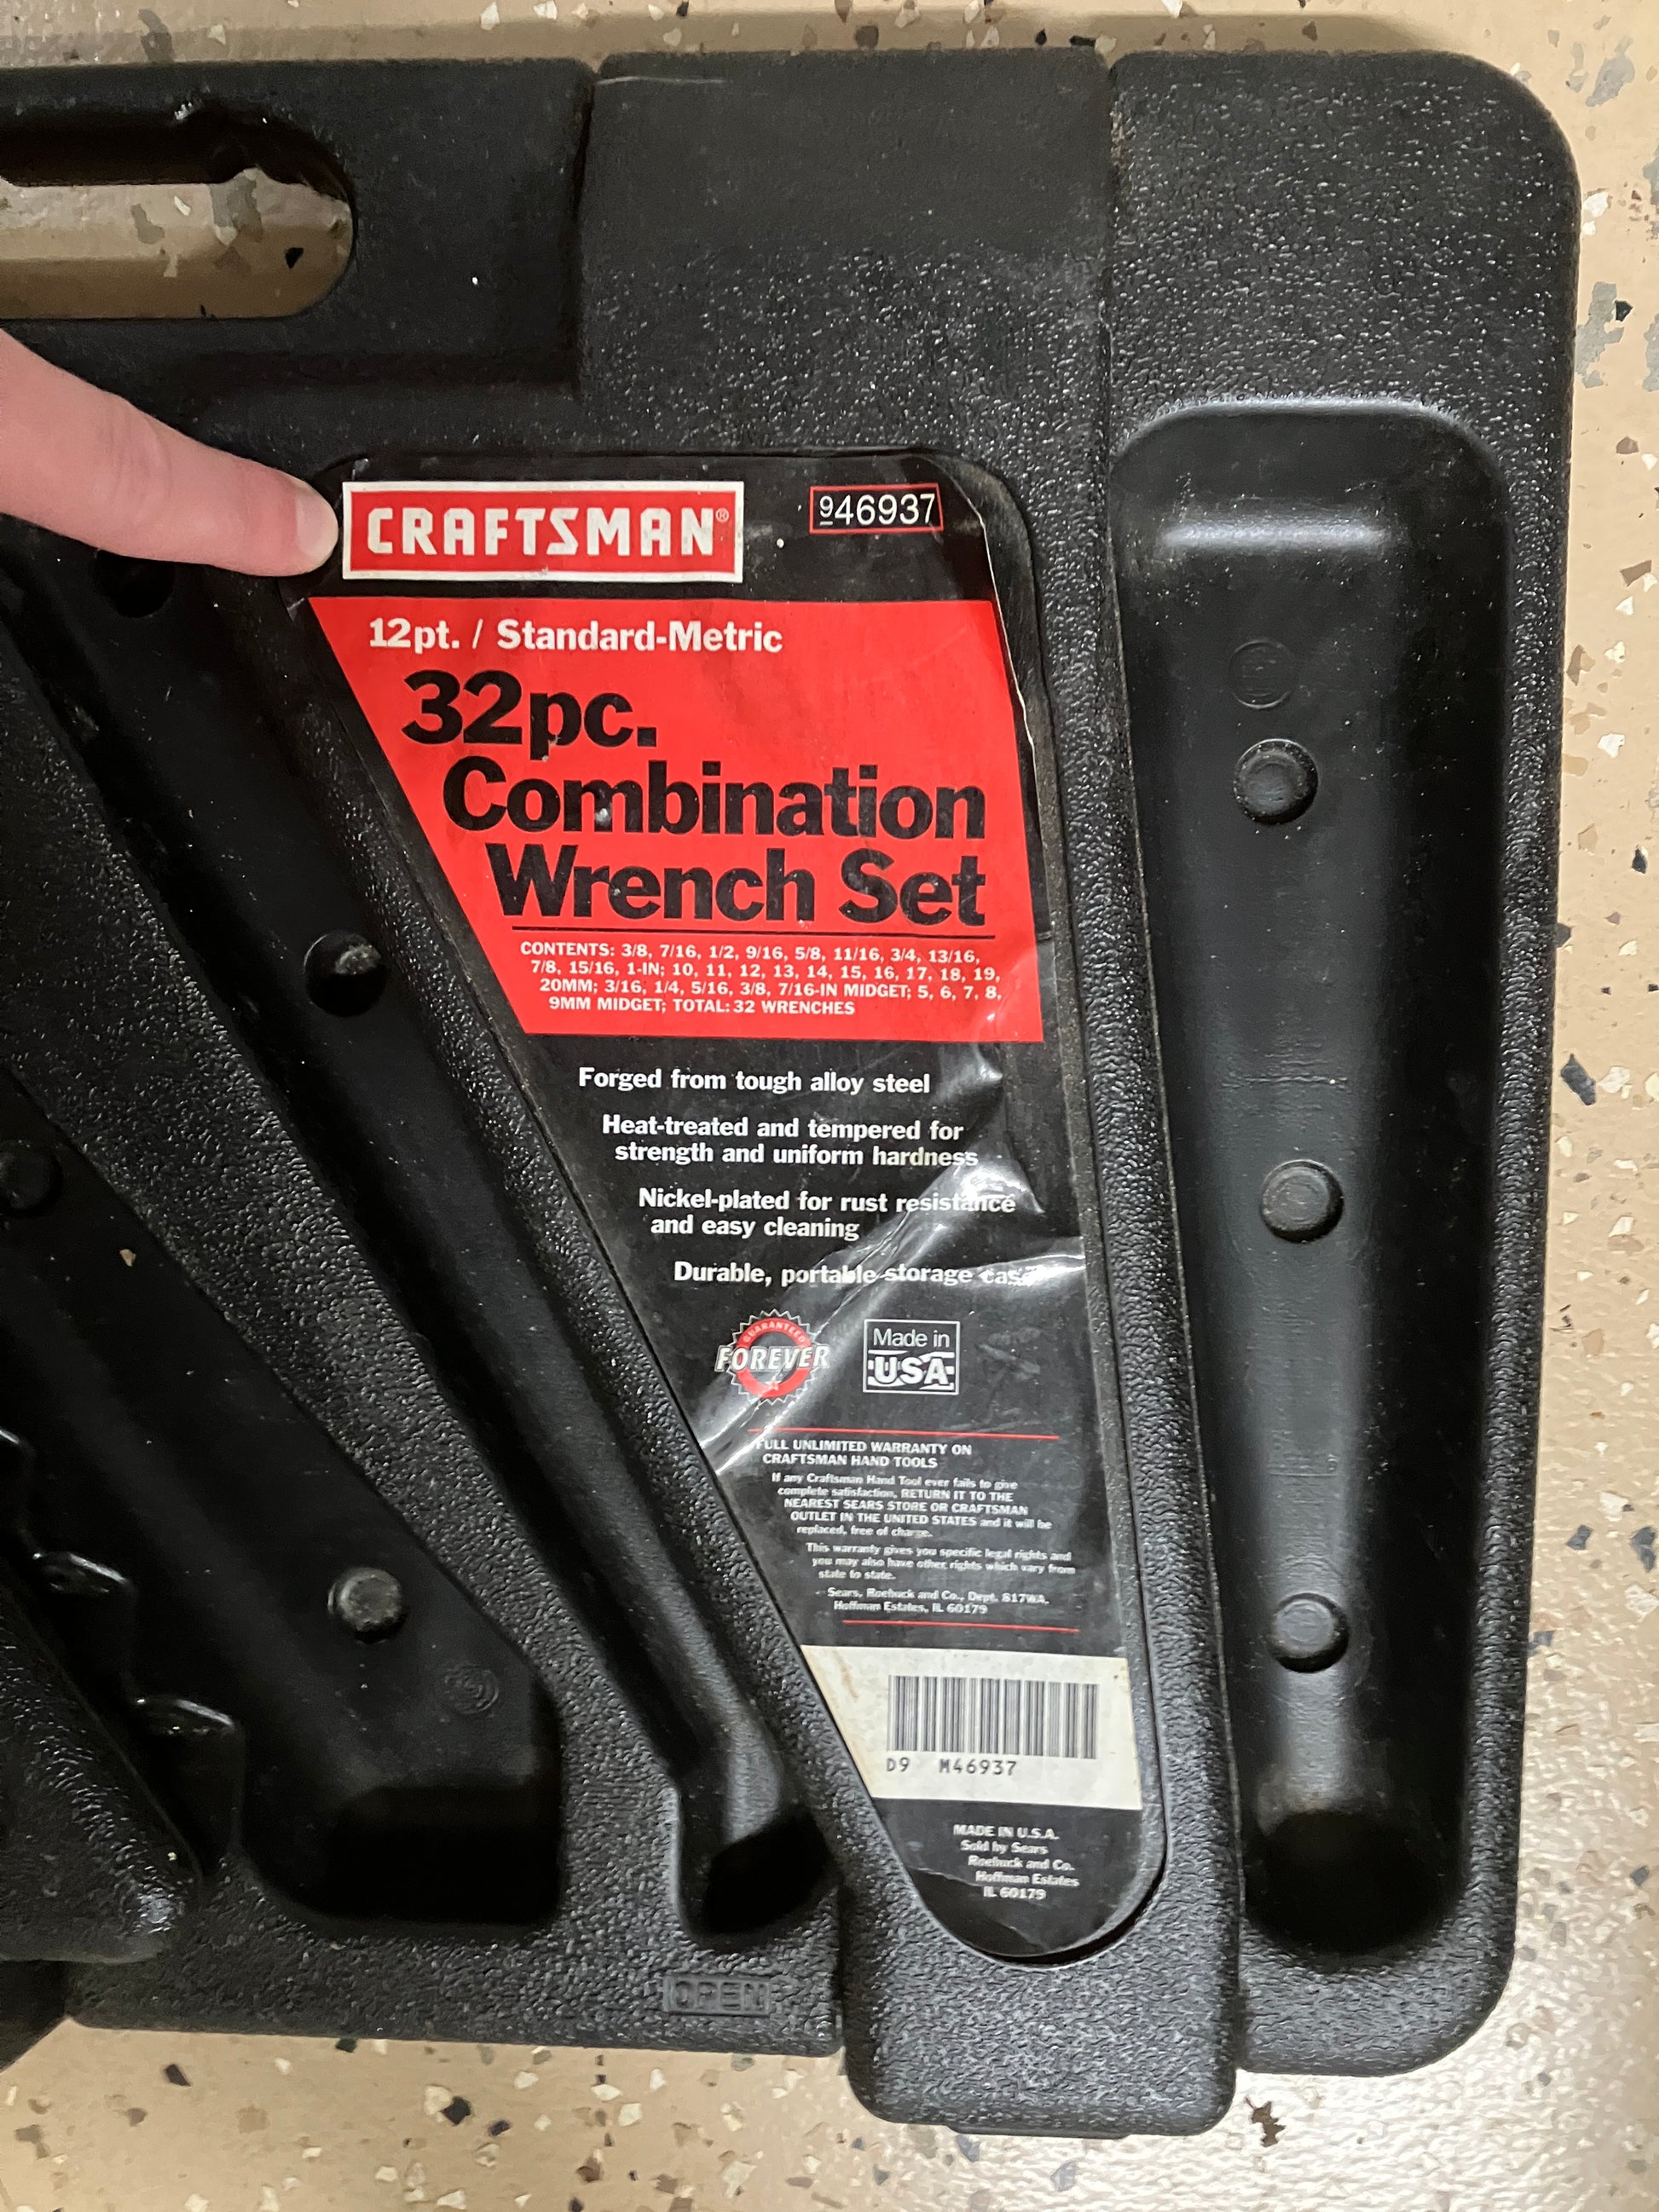 CRAFTSMAN®
946937
12pt. / Standard-Metric
32pc.
Combination
Wrench Set
CONTENTS: 3/8, 7/16, 1/2, 9/16, 5/8, 11/16, 3/4, 13/16,
7/8, 15/16, 1-IN; 10, 11, 12, 13, 14, 15, 16, 17, 18, 19,
20MM; 3/16, 1/4, 5/16, 3/8, 7/16-IN MIDGET; 5, 6, 7, 8,
9MM MIDGET; TOTAL: 32 WRENCHES
Forged from tough alloy steel
Heat-treated and tempered for
strength and uniform hardness
Nickel-plated for rust resistance
and easy cleaning
Durable, portable storage case
GUARANTEED
FOREVER
Made in
USA
FULL UNLIMITED WARRANTY ON
CRAFTSMAN HAND TOOLS
If any Craftsman Hand Tool ever fails to give
complete satisfaction, RETURN IT TO THE
NEAREST SEARS STORE OR CRAFTSMAN
OUTLET IN THE UNITED STATES and it will be
replaced, free of charge.
This warranty gives you specific legal rights and
you may also have other rights which vary from
state to state.
Sears, Roebuck and Co., Dept. 817WA,
Hoffman Estates, IL 60179
D9 M46937
MADE IN U.S.A.
Sold by Sears
Roebuck and Co.
Hoffman Estates
IL 60179
OPEN